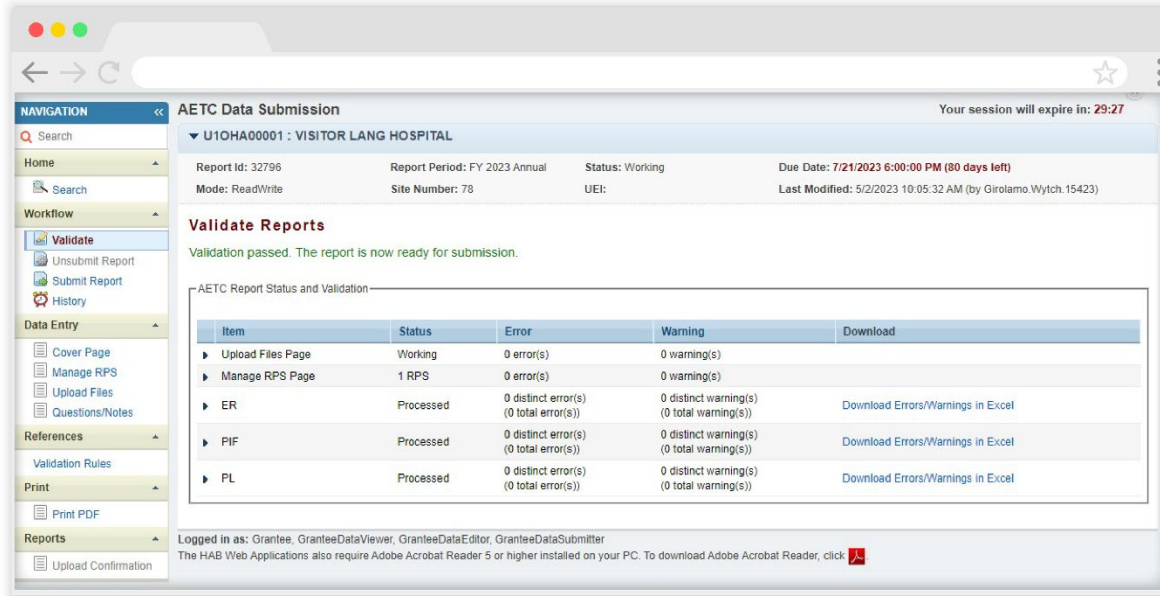 NAVIGATION «
Search
Home
Search
Workflow
Validate
Unsubmit Report
Submit Report
History
Data Entry
Cover Page
Manage RPS
Upload Files
Questions/Notes
References
Validation Rules
Print
Print PDF
Reports
Upload Confirmation
AETC Data Submission Your session will expire in: 29:27
U1OHA00001 : VISITOR LANG HOSPITAL
Report Id: 32796 Report Period: FY 2023 Annual Status: Working Due Date: 7/21/2023 6:00:00 PM (80 days left)
Mode: ReadWrite Site Number: 78 UEI: Last Modified: 5/2/2023 10:05:32 AM (by Girolamo.Wytch.15423)
Validate Reports
Validation passed. The report is now ready for submission.
AETC Report Status and Validation
Item Status Error Warning Download
Upload Files Page Working 0 error(s) 0 warning(s)
Manage RPS Page 1 RPS 0 error(s) 0 warning(s)
ER Processed 0 distinct error(s) 0 distinct warning(s) Download Errors/Warnings in Excel
(0 total error(s)) (0 total warning(s))
PIF Processed 0 distinct error(s) 0 distinct warning(s) Download Errors/Warnings in Excel
(0 total error(s)) (0 total warning(s))
PL Processed 0 distinct error(s) 0 distinct warning(s) Download Errors/Warnings in Excel
(0 total error(s)) (0 total warning(s))
Logged in as: Grantee, GranteeDataViewer, GranteeDataEditor, GranteeDataSubmitter
The HAB Web Applications also require Adobe Acrobat Reader 5 or higher installed on your PC. To download Adobe Acrobat Reader, click .